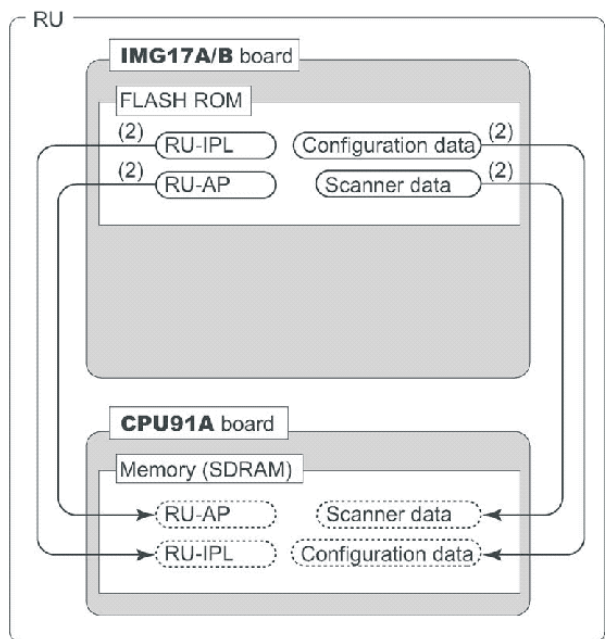 RU
IMG17A/B board
FLASH ROM
(2) RU-IPL Configuration data (2)
(2) RU-AP Scanner data (2)
CPU91A board
Memory (SDRAM)
RU-AP Scanner data
RU-IPL Configuration data